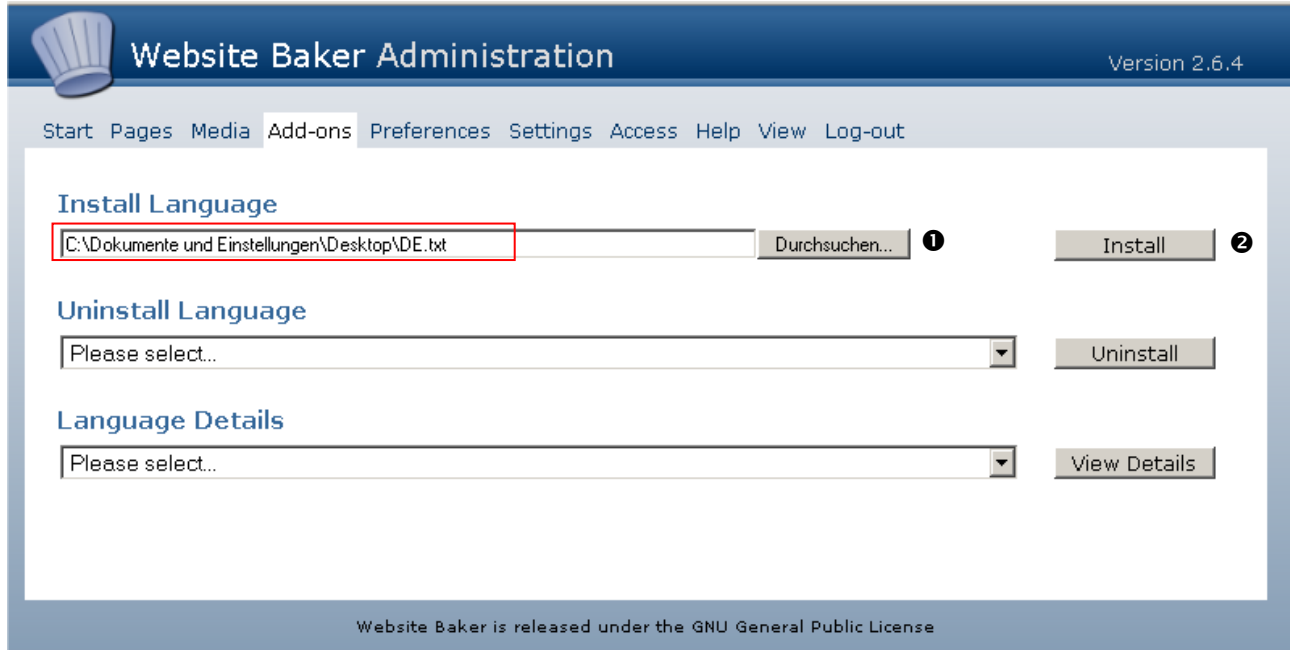 Website Baker Administration
Version 2.6.4
Start Pages Media Add-ons Preferences Settings Access Help View Log-out
Install Language
C:\Dokumente und Einstellungen\Desktop\DE.txt Durchsuchen... ❶ Install ❷
Uninstall Language
Please select... Uninstall
Language Details
Please select... View Details
Website Baker is released under the GNU General Public License